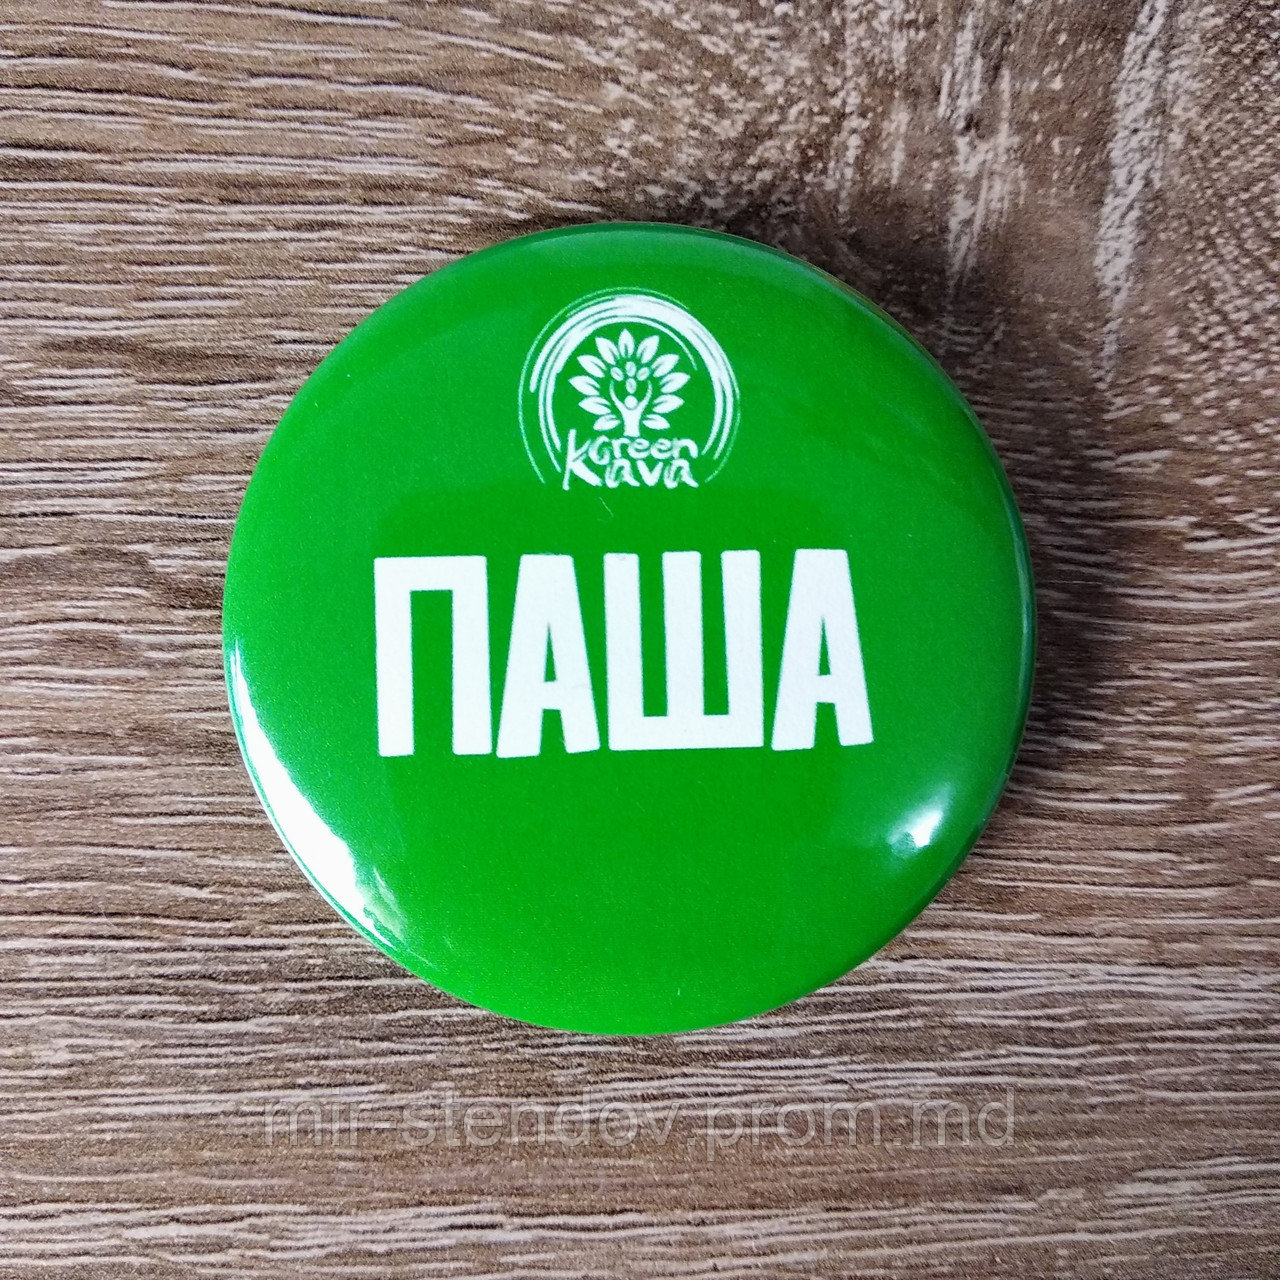 Green
Kava
ПАША
mir-stendov.prom.md